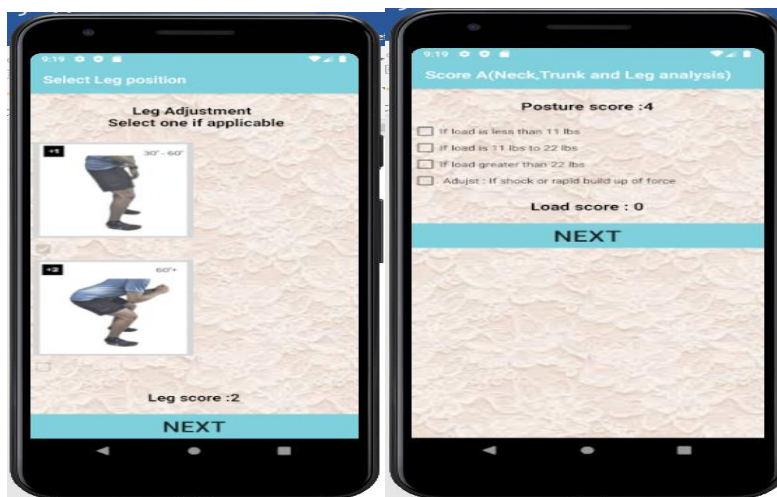 9:19
Select Leg position
Leg Adjustment
Select one if applicable
+1
30° - 60°
+2
60°+
Leg score :2
NEXT
9:19
Score A(Neck,Trunk and Leg analysis)
Posture score :4
If load is less than 11 lbs
If load is 11 lbs to 22 lbs
If load greater than 22 lbs
Adujst : If shock or rapid build up of force
Load score : 0
NEXT